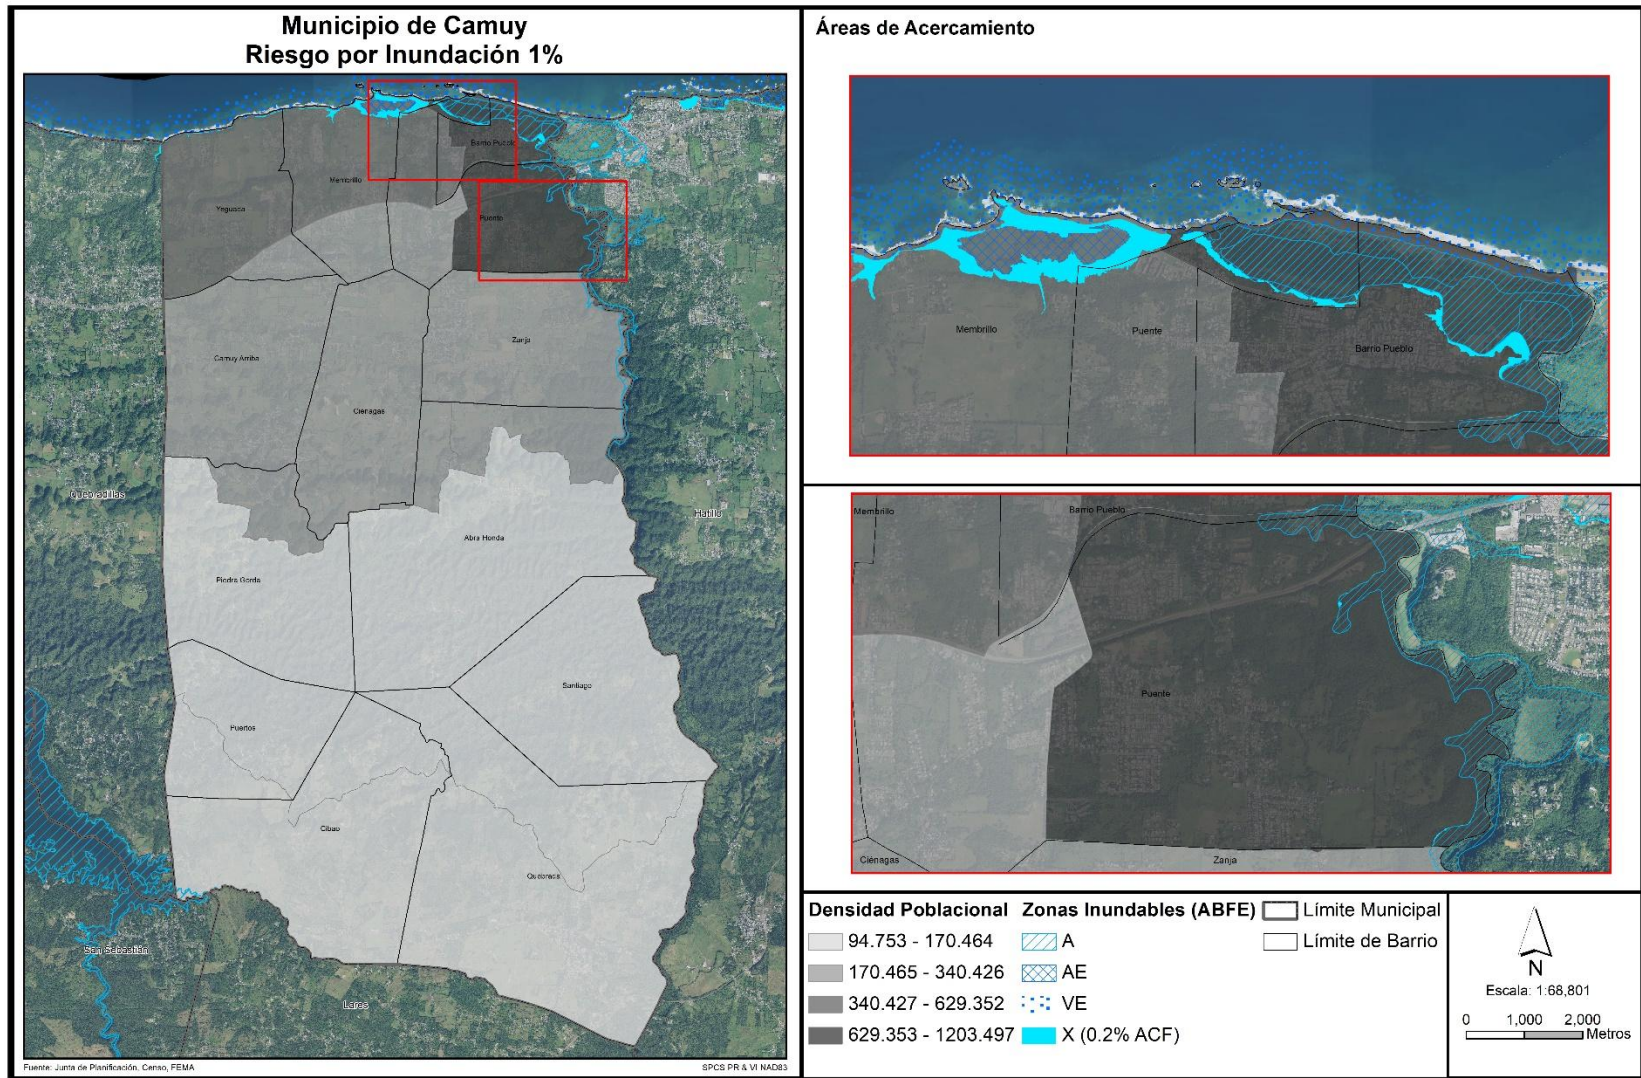 Municipio de Camuy
Riesgo por Inundación 1%
Barrio Pueblo
Membrillo
Yeguada
Puente
Zanja
Camuy Arriba
Ciénagas
Quebradillas
Hatillo
Abra Honda
Piedra Gorda
Santiago
Puertos
Cibao
Quebrada
San Sebastián
Lares
Fuente: Junta de Planificación, Censo, FEMA
SPCS PR & VI NAD83
Áreas de Acercamiento
Membrillo
Puente
Barrio Pueblo
Membrillo
Barrio Pueblo
Puente
Ciénagas
Zanja
Densidad Poblacional
94.753 - 170.464
170.465 - 340.426
340.427 - 629.352
629.353 - 1203.497
Zonas Inundables (ABFE)
A
AE
VE
X (0.2% ACF)
Límite Municipal
Límite de Barrio
N
Escala: 1:68,801
0 1,000 2,000
Metros